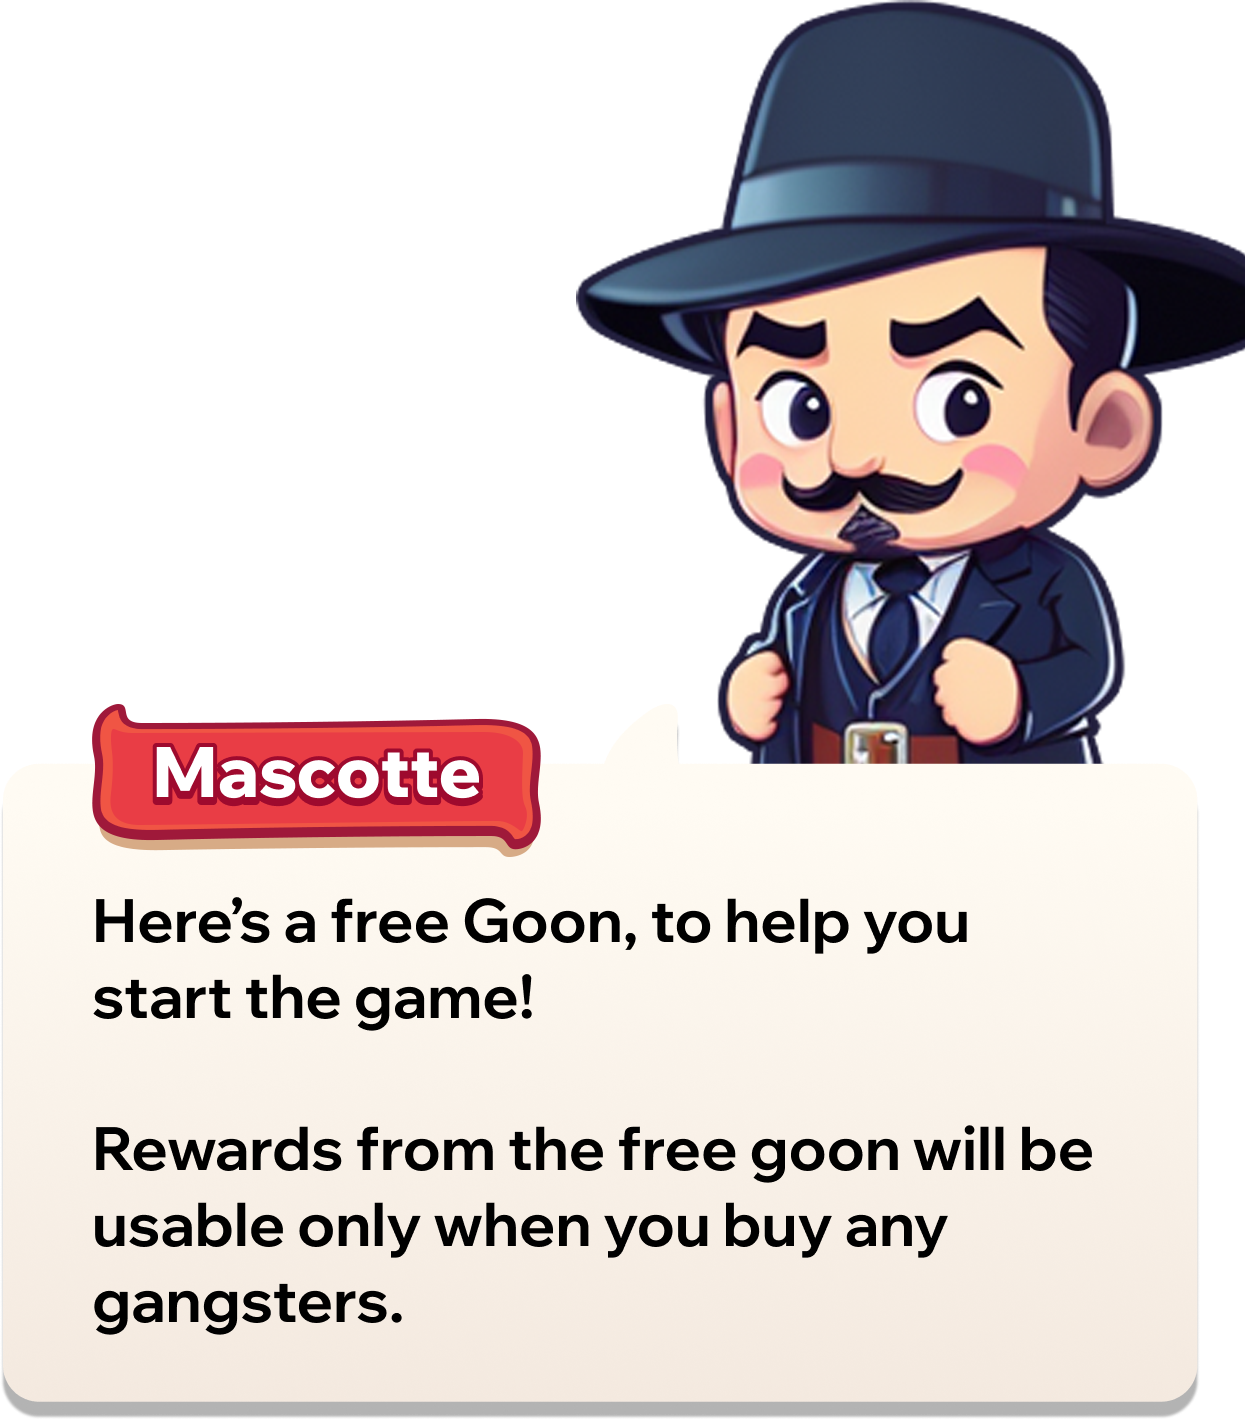 Mascotte
Here’s a free Goon, to help you
start the game!
Rewards from the free goon will be
usable only when you buy any
gangsters.